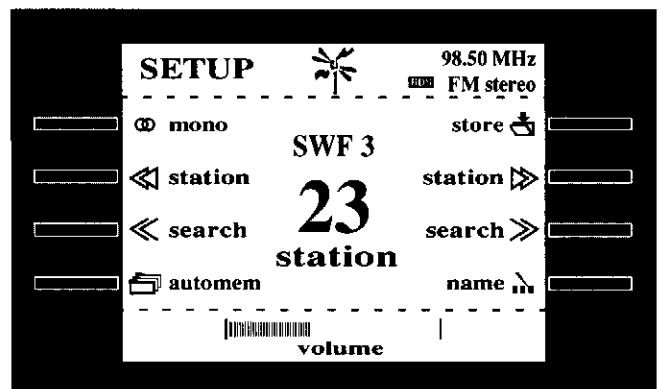 SETUP
98.50 MHz
FM stereo
mono
store
SWF 3
station
station
23
search
search
station
automem
name
volume